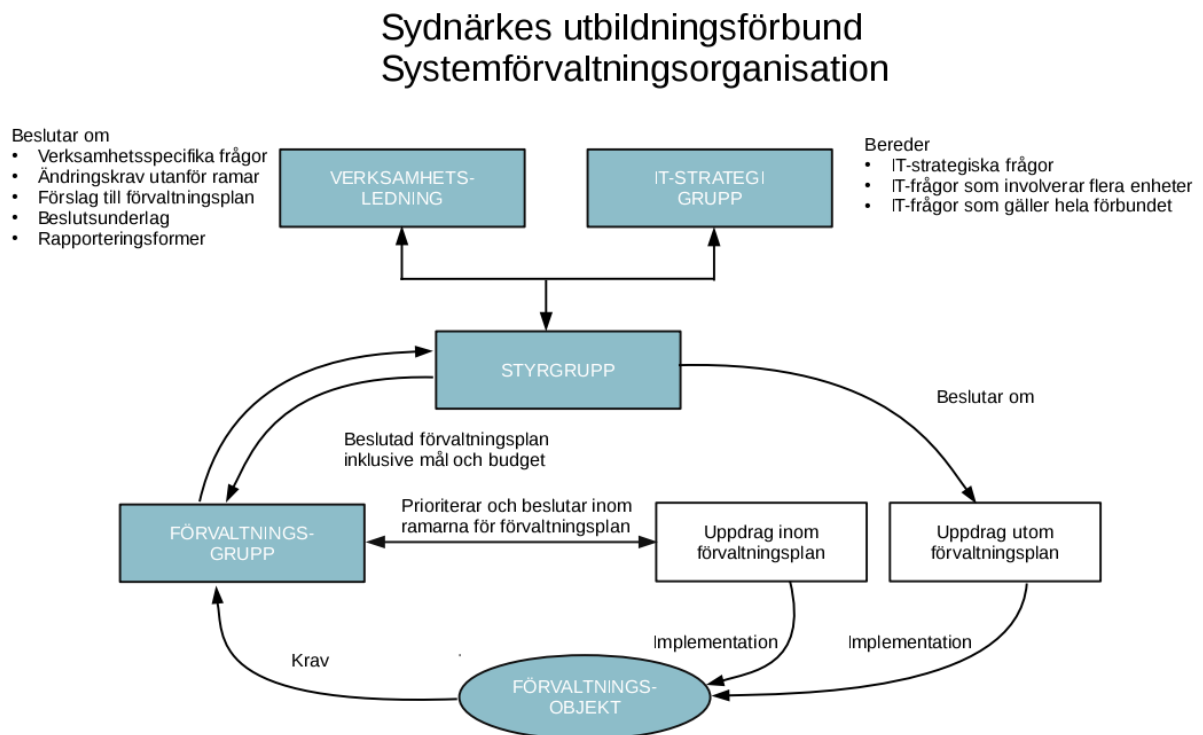 Sydnärkes utbildningsförbund
Systemförvaltningsorganisation
Beslutar om
• Verksamhetsspecifika frågor
• Ändringskrav utanför ramar
• Förslag till förvaltningsplan
• Beslutsunderlag
• Rapporteringsformer
VERKSAMHETS-
LEDNING
IT-STRATEGI
GRUPP
Bereder
• IT-strategiska frågor
• IT-frågor som involverar flera enheter
• IT-frågor som gäller hela förbundet
STYRGRUPP
Beslutar om
Beslutad förvaltningsplan
inklusive mål och budget
FÖRVALTNINGS-
GRUPP
Prioriterar och beslutar inom
ramarna för förvaltningsplan
Uppdrag inom
förvaltningsplan
Uppdrag utom
förvaltningsplan
Krav
Implementation
Implementation
FÖRVALTNINGS-
OBJEKT